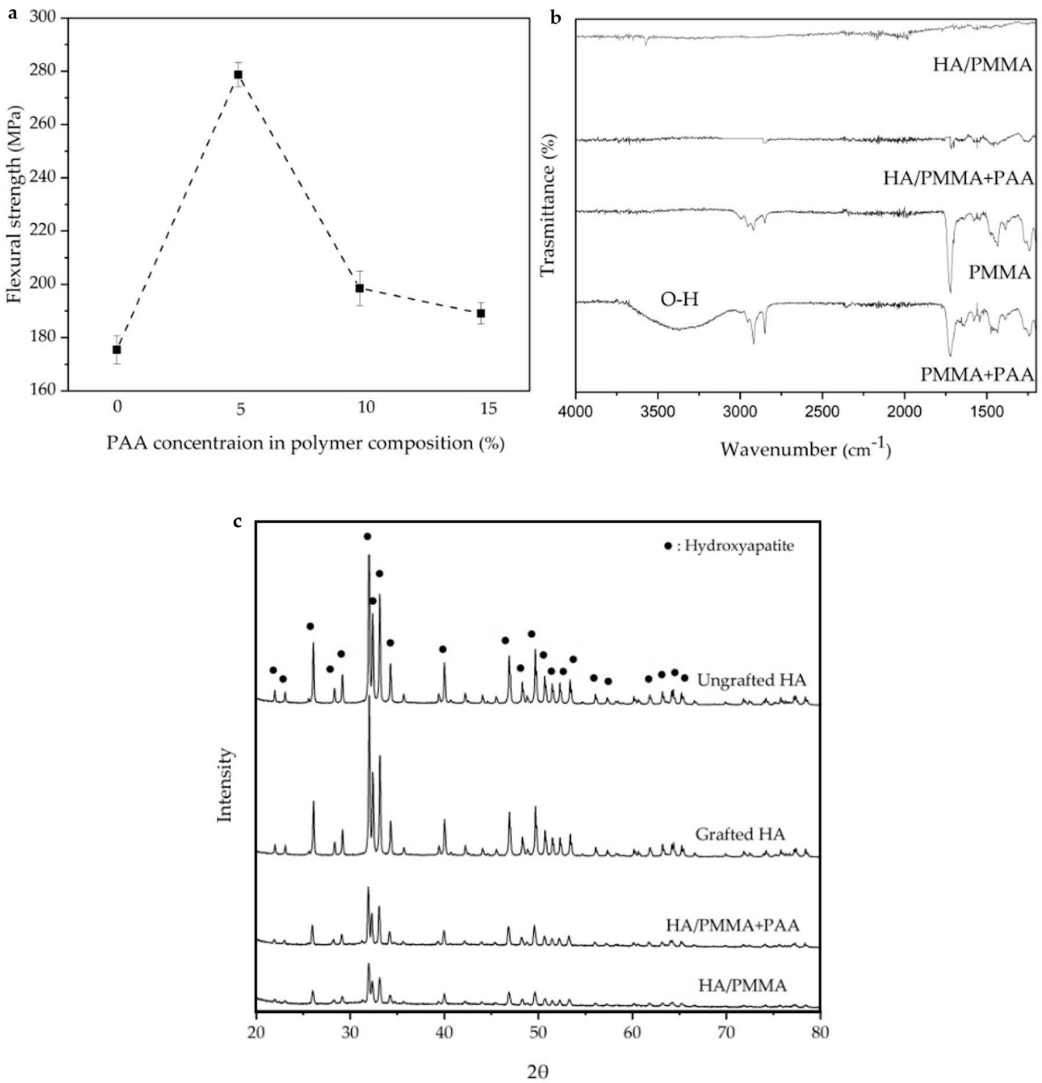 a
300
280
260
240
220
200
180
160
Flexural strength (MPa)
0 5 10 15
PAA concentraion in polymer composition (%)
b
Trasmittance (%)
HA/PMMA
HA/PMMA+PAA
PMMA
O-H
PMMA+PAA
4000 3500 3000 2500 2000 1500
Wavenumber (cm-1)
c
● : Hydroxyapatite
Intensity
Ungrafted HA
Grafted HA
HA/PMMA+PAA
HA/PMMA
20 30 40 50 60 70 80
2θ